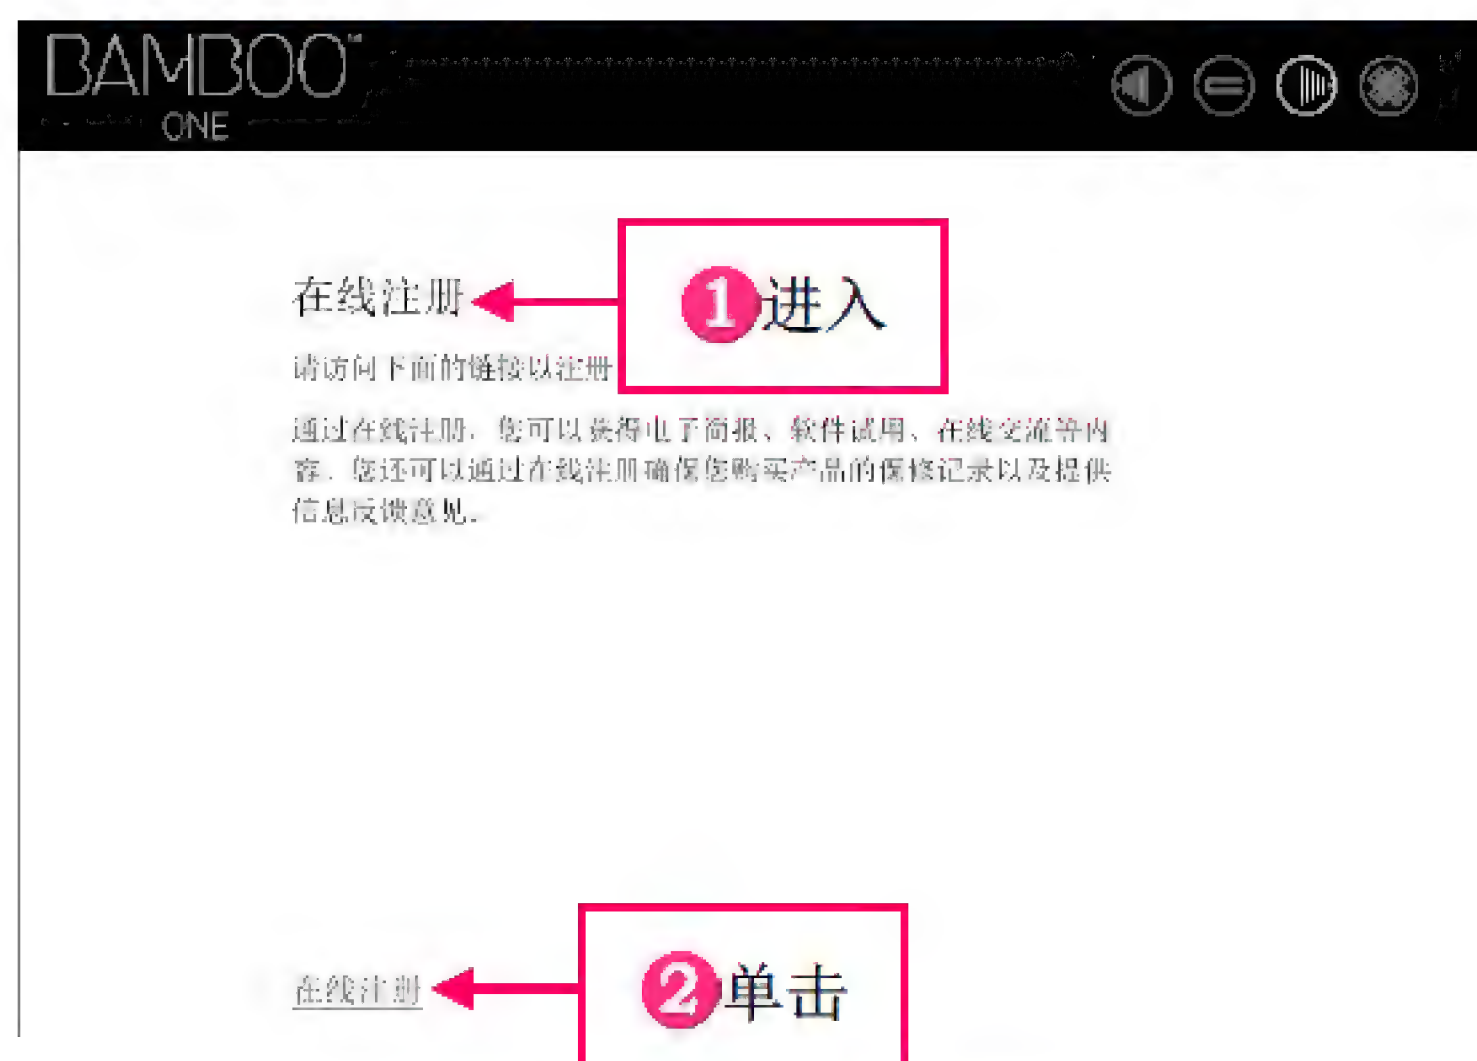 BAMBOO™
ONE
在线注册
❶进入
请访问下面的链接以注册
通过在线注册，您可以获得电子简报、软件试用、在线交流等内
容。您还可以通过在线注册确保您购买产品的保修记录以及提供
信息反馈意见。
在线注册
❷单击